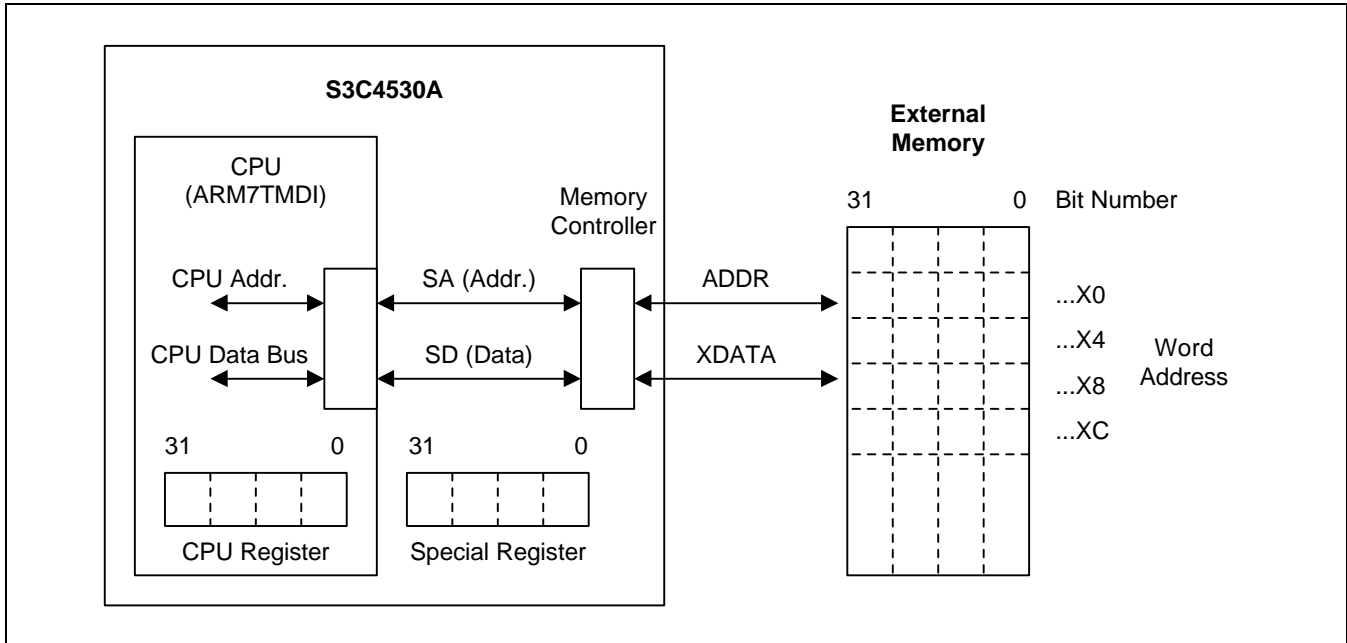 S3C4530A
CPU
(ARM7TMDI)
Memory
Controller
External
Memory
31 0 Bit Number
CPU Addr. SA (Addr.) ADDR
CPU Data Bus SD (Data) XDATA
...X0
...X4
...X8
...XC
Word
Address
31 0 31 0
CPU Register Special Register